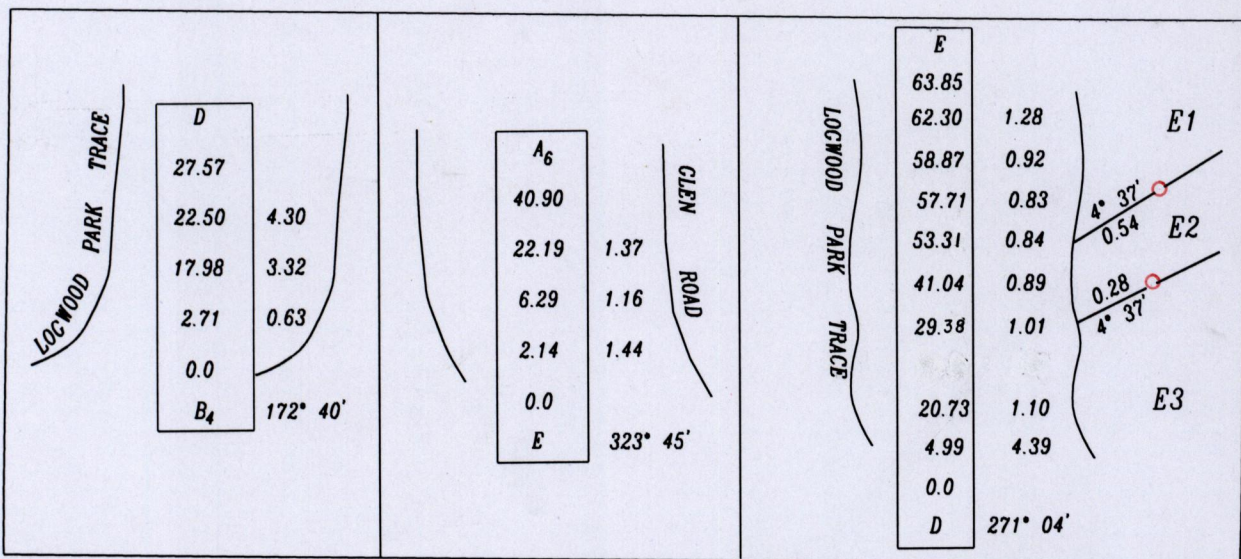 LOCWOOD PARK TRACE
D
27.57
22.50 4.30
17.98 3.32
2.71 0.63
0.0
B4 172° 40'
A6
40.90
22.19 1.37
6.29 1.16
2.14 1.44
0.0
E 323° 45'
GLEN ROAD
LOCWOOD PARK TRACE
E
63.85
62.30 1.28
58.87 0.92
57.71 0.83
53.31 0.84
41.04 0.89
29.38 1.01
20.73 1.10
4.99 4.39
0.0
D 271° 04'
E1
4° 37'
0.54
E2
0.28
4° 37'
E3